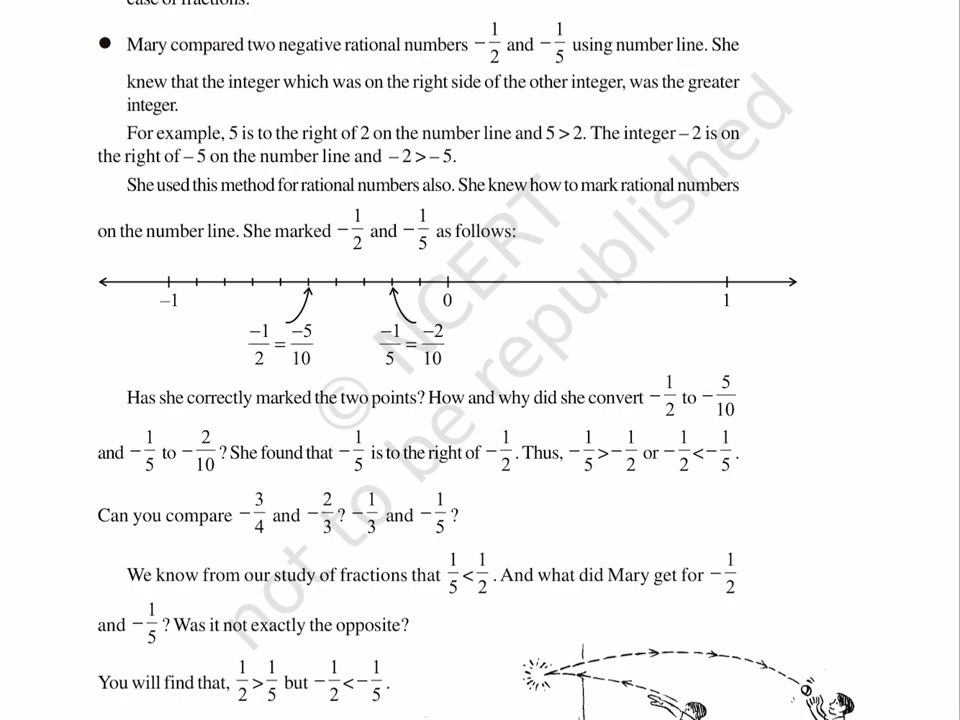 case of fractions.
● Mary compared two negative rational numbers −1/2 and −1/5 using number line. She
knew that the integer which was on the right side of the other integer, was the greater
integer.
For example, 5 is to the right of 2 on the number line and 5 > 2. The integer – 2 is on
the right of – 5 on the number line and – 2 > – 5.
She used this method for rational numbers also. She knew how to mark rational numbers
on the number line. She marked −1/2 and −1/5 as follows:
–1 0 1
−1/2 = −5/10 −1/5 = −2/10
Has she correctly marked the two points? How and why did she convert −1/2 to −5/10
and −1/5 to −2/10 ? She found that −1/5 is to the right of −1/2 . Thus, −1/5 > −1/2 or −1/2 < −1/5 .
Can you compare −3/4 and −2/3 ? −1/3 and −1/5 ?
We know from our study of fractions that 1/5 < 1/2 . And what did Mary get for −1/2
and −1/5 ? Was it not exactly the opposite?
You will find that, 1/2 > 1/5 but −1/2 < −1/5 .
© NCERT
not to be republished